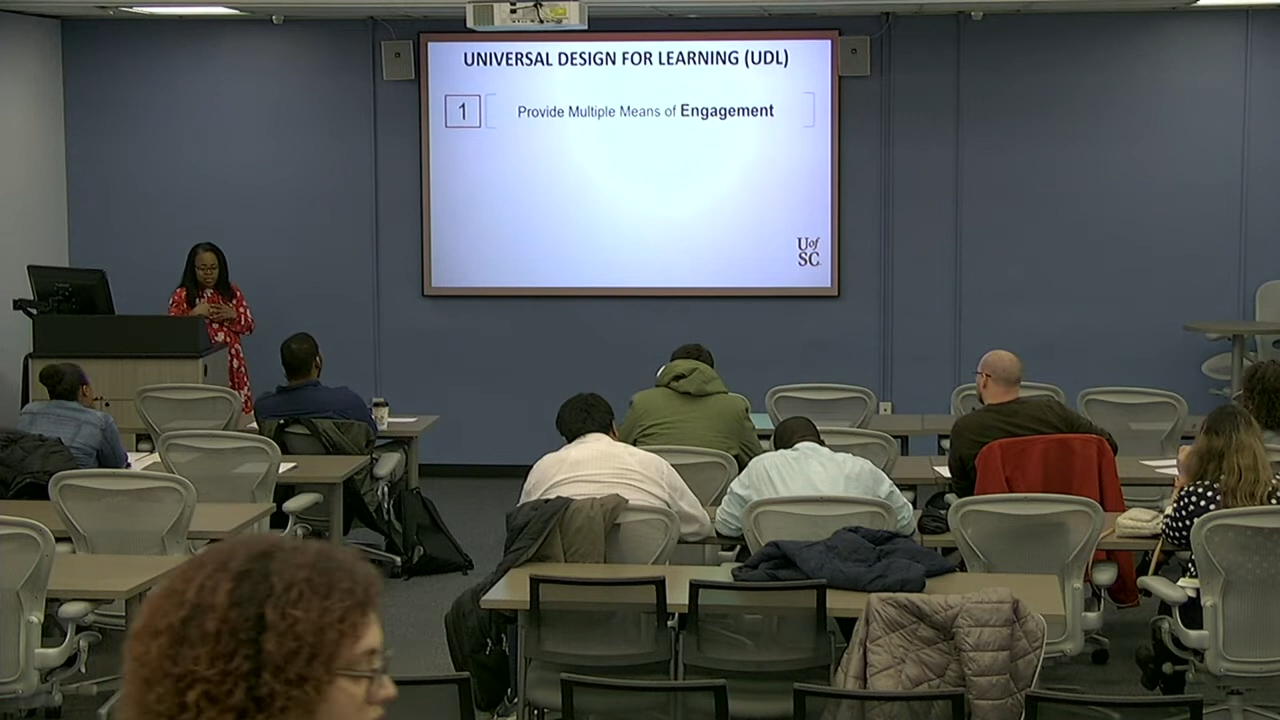 UNIVERSAL DESIGN FOR LEARNING (UDL)
1
Provide Multiple Means of Engagement
UofSC